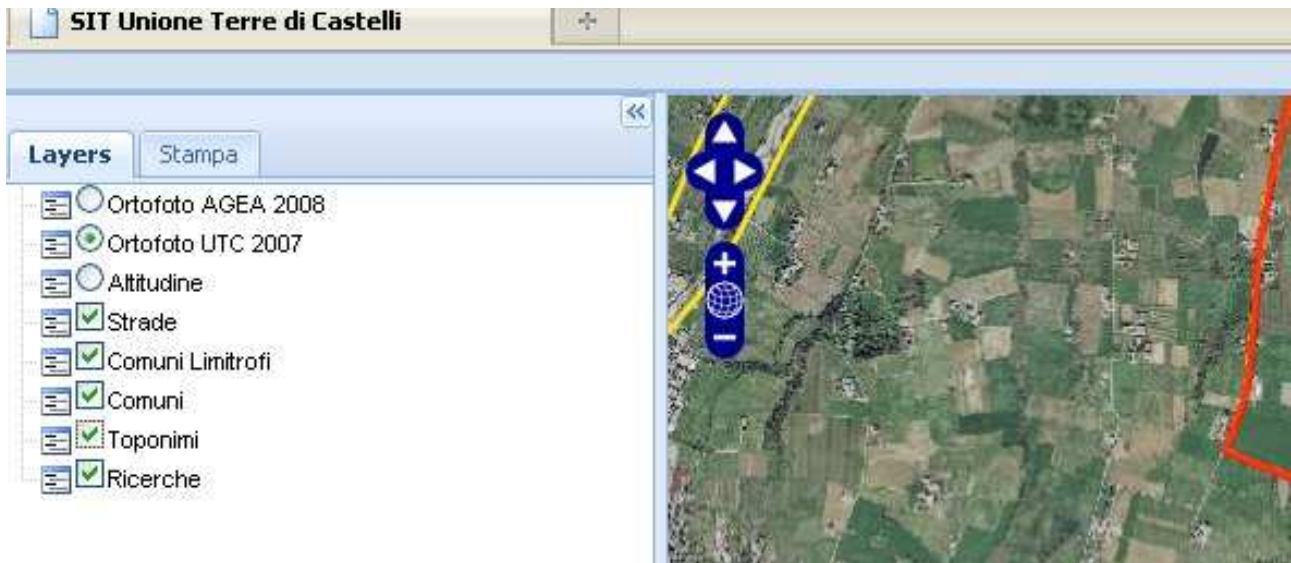 SIT Unione Terre di Castelli
Layers
Stampa
Ortofoto AGEA 2008
Ortofoto UTC 2007
Altitudine
Strade
Comuni Limitrofi
Comuni
Toponimi
Ricerche